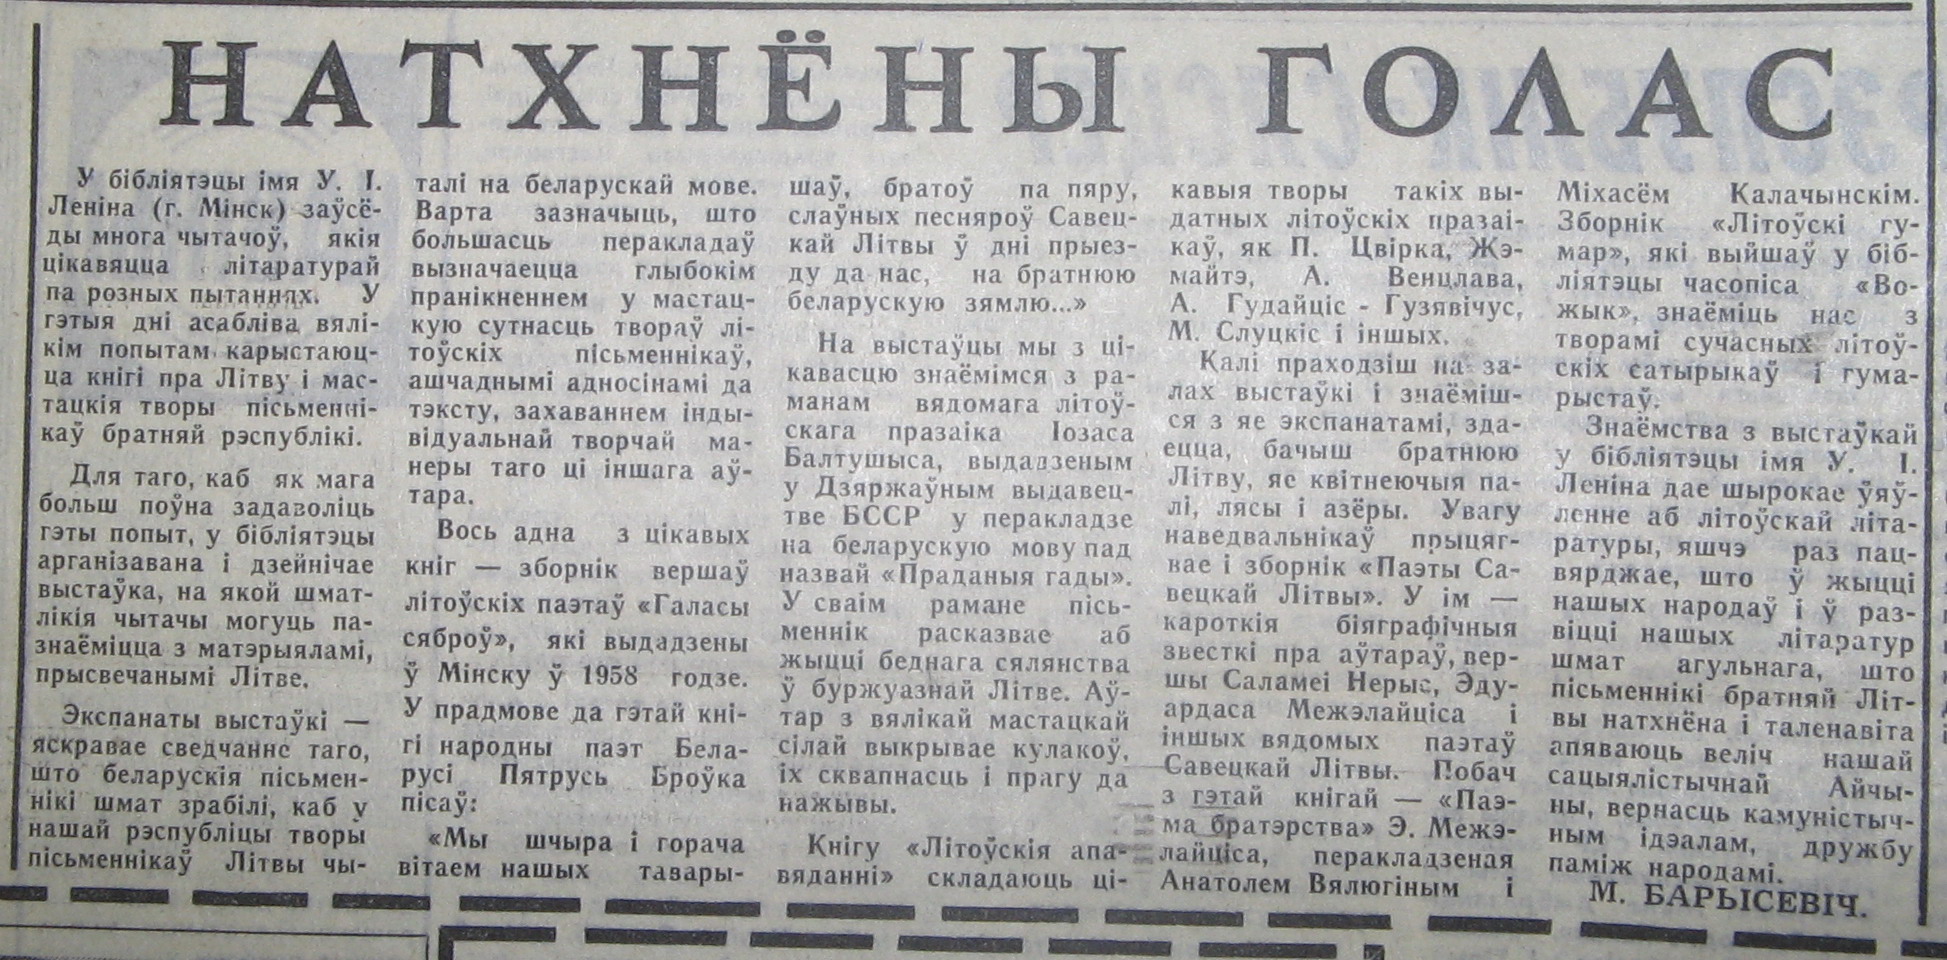 НАТХНЁНЫ ГОЛАС
У бібліятэцы імя У. І.
Леніна (г. Мінск) заўсё-
ды многа чытачоў, якія
цікавяцца літаратурай
па розных пытаннях. У
гэтыя дні асабліва вялі-
кім попытам карыстаюц-
ца кнігі пра Літву і мас-
тацкія творы пісьменні-
каў братняй рэспублікі.
Для таго, каб як мага
больш поўна задаволіць
гэты попыт, у бібліятэцы
арганізавана і дзейнічае
выстаўка, на якой шмат-
лікія чытачы могуць па-
знаёміцца з матэрыяламі,
прысвечанымі Літве.
Экспанаты выстаўкі —
яскравае сведчанне таго,
што беларускія пісьмен-
нікі шмат зрабілі, каб у
нашай рэспубліцы творы
пісьменнікаў Літвы чы-
талі на беларускай мове.
Варта зазначыць, што
большасць перакладаў
вызначаецца глыбокім
пранікненнем у мастац-
кую сутнасць твораў лі-
тоўскіх пісьменнікаў,
ашчаднымі адносінамі да
тэксту, захаваннем інды-
відуальнай творчай ма-
неры таго ці іншага аў-
тара.
Вось адна з цікавых
кніг — зборнік вершаў
літоўскіх паэтаў «Галасы
сяброў», які выдадзены
ў Мінску ў 1958 годзе.
У прадмове да гэтай кні-
гі народны паэт Бела-
русі Пятрусь Броўка
пісаў:
«Мы шчыра і горача
вітаем нашых тавары-
шаў, братоў па пяру,
слаўных песняроў Савец-
кай Літвы ў дні прыез-
ду да нас, на братнюю
беларускую зямлю...»
На выстаўцы мы з ці-
кавасцю знаёмімся з ра-
манам вядомага літоў-
скага празаіка Іозаса
Балтушыса, выдадзеным
у Дзяржаўным выдавец-
тве БССР у перакладзе
на беларускую мову пад
назвай «Праданыя гады».
У сваім рамане пісь-
меннік расказвае аб
жыцці беднага сялянства
ў буржуазнай Літве. Аў-
тар з вялікай мастацкай
сілай выкрывае кулакоў,
іх сквапнасць і прагу да
нажывы.
Кнігу «Літоўскія апа-
вяданні» складаюць ці-
кавыя творы такіх вы-
датных літоўскіх празаі-
каў, як П. Цвірка, Жэ-
майтэ, А. Венцлава,
А. Гудайціс - Гузявічус,
М. Слуцкіс і іншых.
Калі праходзіш па за-
лах выстаўкі і знаёміш-
ся з яе экспанатамі, зда-
ецца, бачыш братнюю
Літву, яе квітнеючыя па-
лі, лясы і азёры. Увагу
наведвальнікаў прыцяг-
вае і зборнік «Паэты Са-
вецкай Літвы». У ім —
кароткія біяграфічныя
звесткі пра аўтараў, вер-
шы Саламеі Нерыс, Эду-
ардаса Межэлайціса і
іншых вядомых паэтаў
Савецкай Літвы. Побач
з гэтай кнігай — «Паэ-
ма братэрства» Э. Межэ-
лайціса, перакладзеная
Анатолем Вялюгіным і
Міхасём Калачынскім.
Зборнік «Літоўскі гу-
мар», які выйшаў у біб-
ліятэцы часопіса «Во-
жык», знаёміць нас з
творамі сучасных літоў-
скіх сатырыкаў і гума-
рыстаў.
Знаёмства з выстаўкай
у бібліятэцы імя У. І.
Леніна дае шырокае ўяў-
ленне аб літоўскай літа-
ратуры, яшчэ раз пац-
вярджае, што ў жыцці
нашых народаў і ў раз-
віцці нашых літаратур
шмат агульнага, што
пісьменнікі братняй Літ-
вы натхнёна і таленавіта
апяваюць веліч нашай
сацыялістычнай Айчы-
ны, вернасць камуністыч-
ным ідэалам, дружбу
паміж народамі.
М. БАРЫСЕВІЧ.